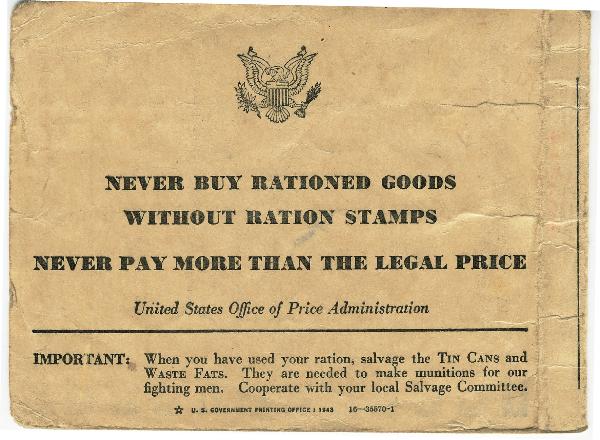 NEVER BUY RATIONED GOODS
WITHOUT RATION STAMPS
NEVER PAY MORE THAN THE LEGAL PRICE
United States Office of Price Administration
IMPORTANT: When you have used your ration, salvage the TIN CANS and
WASTE FATS. They are needed to make munitions for our
fighting men. Cooperate with your local Salvage Committee.
☆ U. S. GOVERNMENT PRINTING OFFICE : 1943 16—35570-1